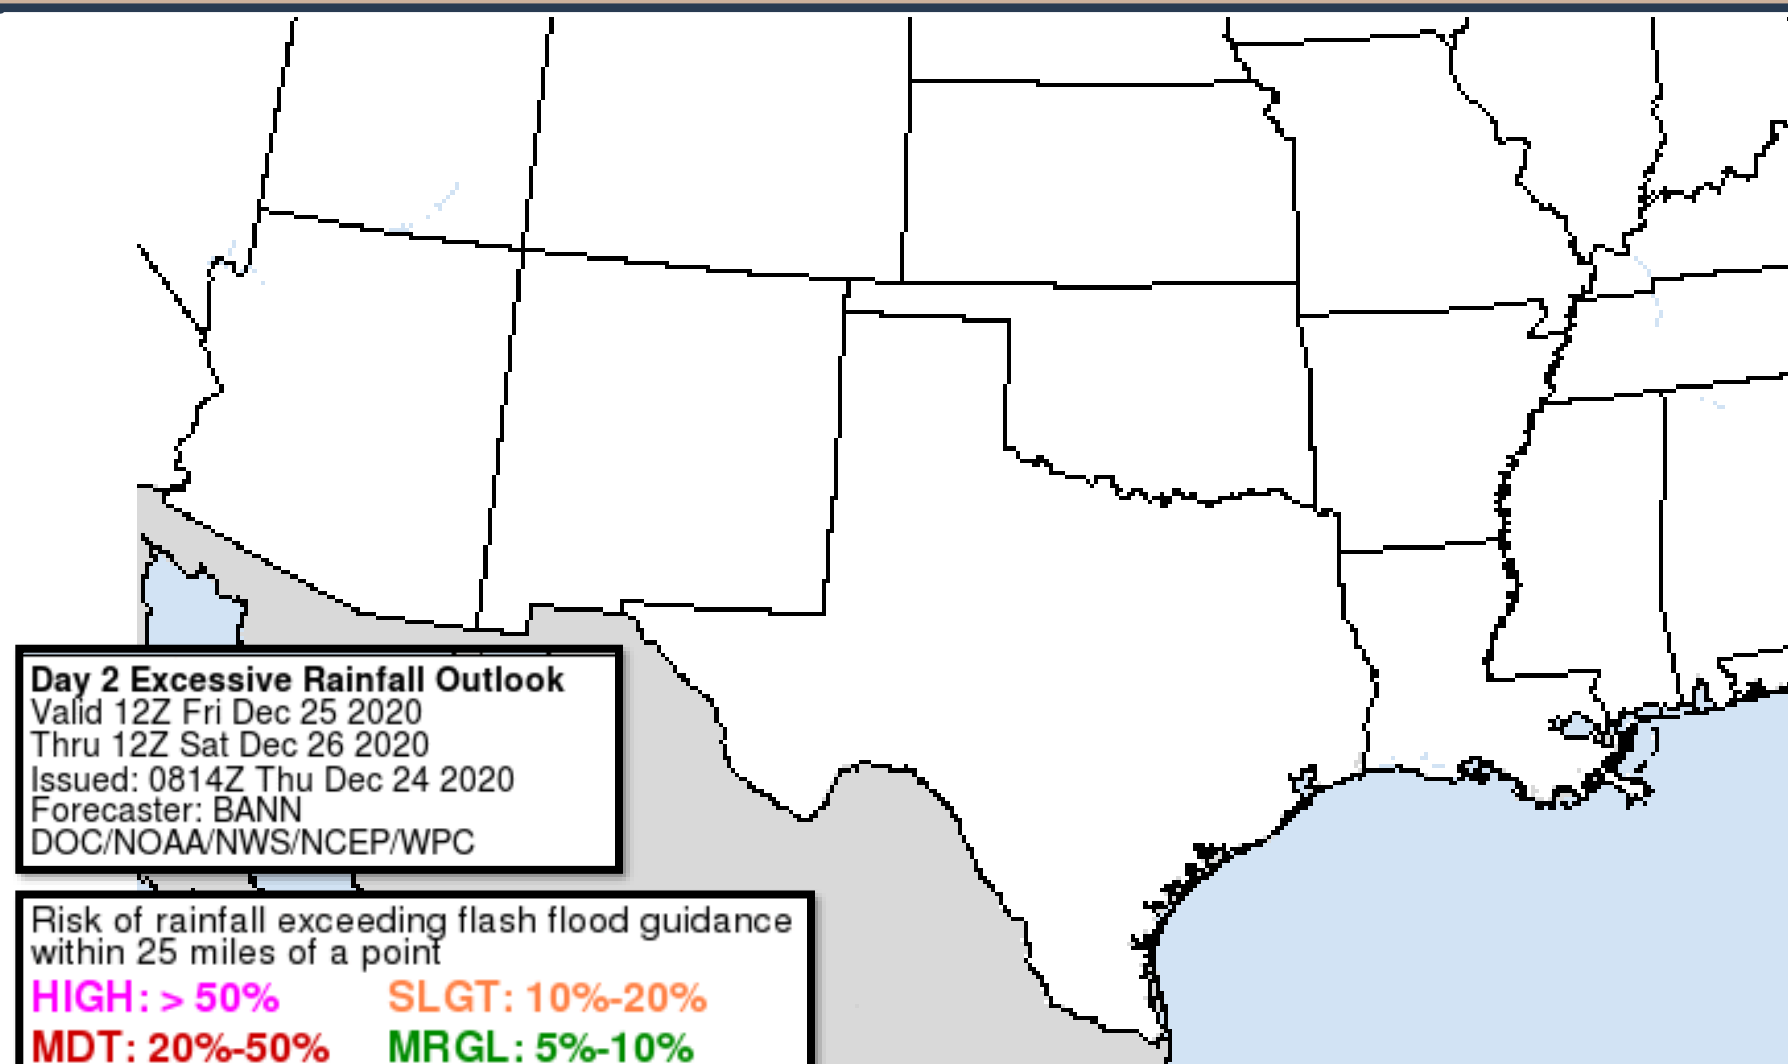 Day 2 Excessive Rainfall Outlook
Valid 12Z Fri Dec 25 2020
Thru 12Z Sat Dec 26 2020
Issued: 0814Z Thu Dec 24 2020
Forecaster: BANN
DOC/NOAA/NWS/NCEP/WPC
Risk of rainfall exceeding flash flood guidance
within 25 miles of a point
HIGH: > 50% SLGT: 10%-20%
MDT: 20%-50% MRGL: 5%-10%